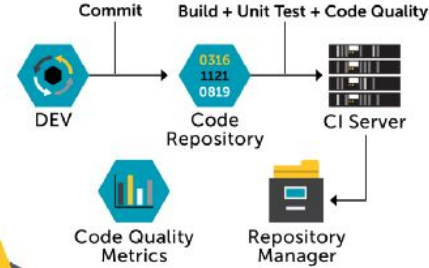 Commit
Build + Unit Test + Code Quality
0316
1121
0819
DEV
Code
Repository
CI Server
Code Quality
Metrics
Repository
Manager